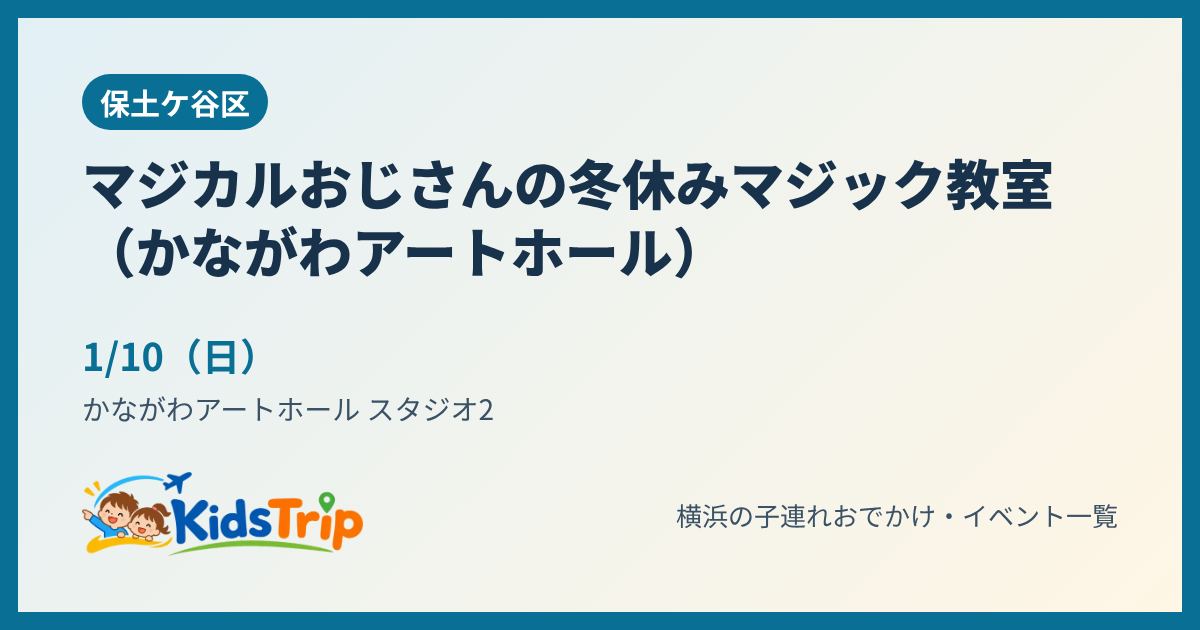 保土ケ谷区
マジカルおじさんの冬休みマジック教室
（かながわアートホール）
1/10（日）
かながわアートホール スタジオ2
KidsTrip
横浜の子連れおでかけ・イベント一覧